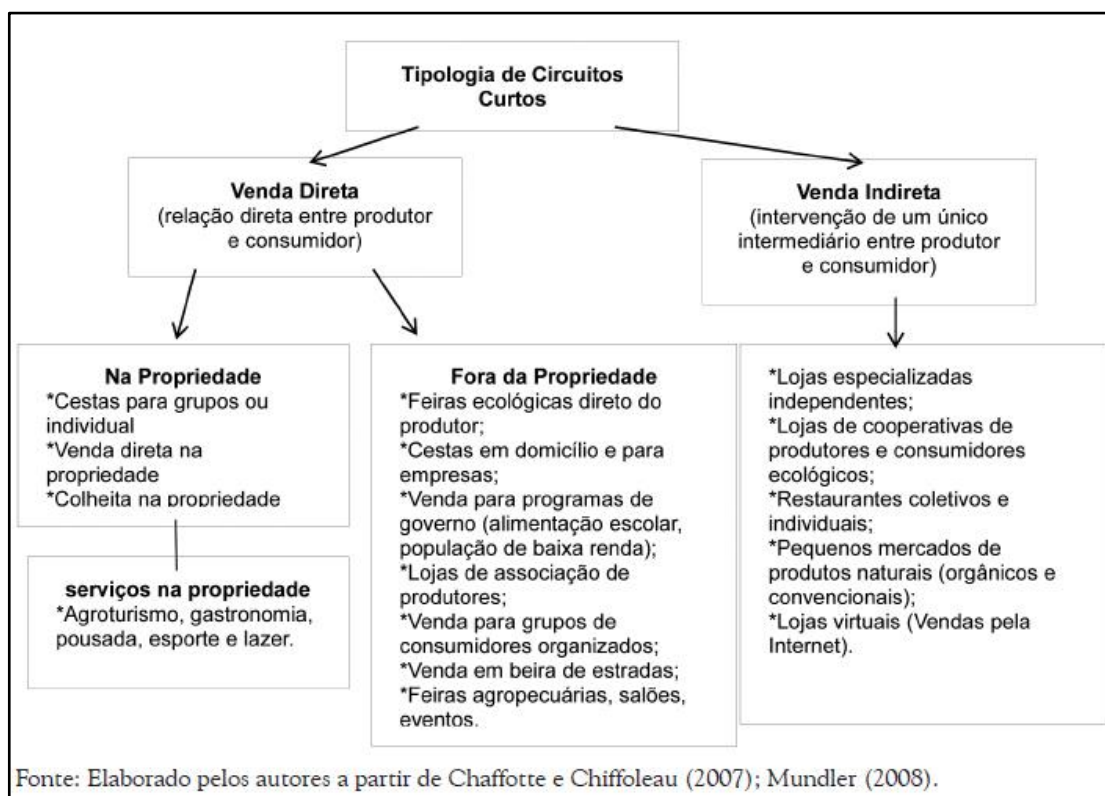 Tipologia de Circuitos
Curtos
Venda Direta
(relação direta entre produtor
e consumidor)
Venda Indireta
(intervenção de um único
intermediário entre produtor
e consumidor)
Na Propriedade
*Cestas para grupos ou
individual
*Venda direta na
propriedade
*Colheita na propriedade
serviços na propriedade
*Agroturismo, gastronomia,
pousada, esporte e lazer.
Fora da Propriedade
*Feiras ecológicas direto do
produtor;
*Cestas em domicílio e para
empresas;
*Venda para programas de
governo (alimentação escolar,
população de baixa renda);
*Lojas de associação de
produtores;
*Venda para grupos de
consumidores organizados;
*Venda em beira de estradas;
*Feiras agropecuárias, salões,
eventos.
*Lojas especializadas
independentes;
*Lojas de cooperativas de
produtores e consumidores
ecológicos;
*Restaurantes coletivos e
individuais;
*Pequenos mercados de
produtos naturais (orgânicos e
convencionais);
*Lojas virtuais (Vendas pela
Internet).
Fonte: Elaborado pelos autores a partir de Chaffotte e Chiffoleau (2007); Mundler (2008).